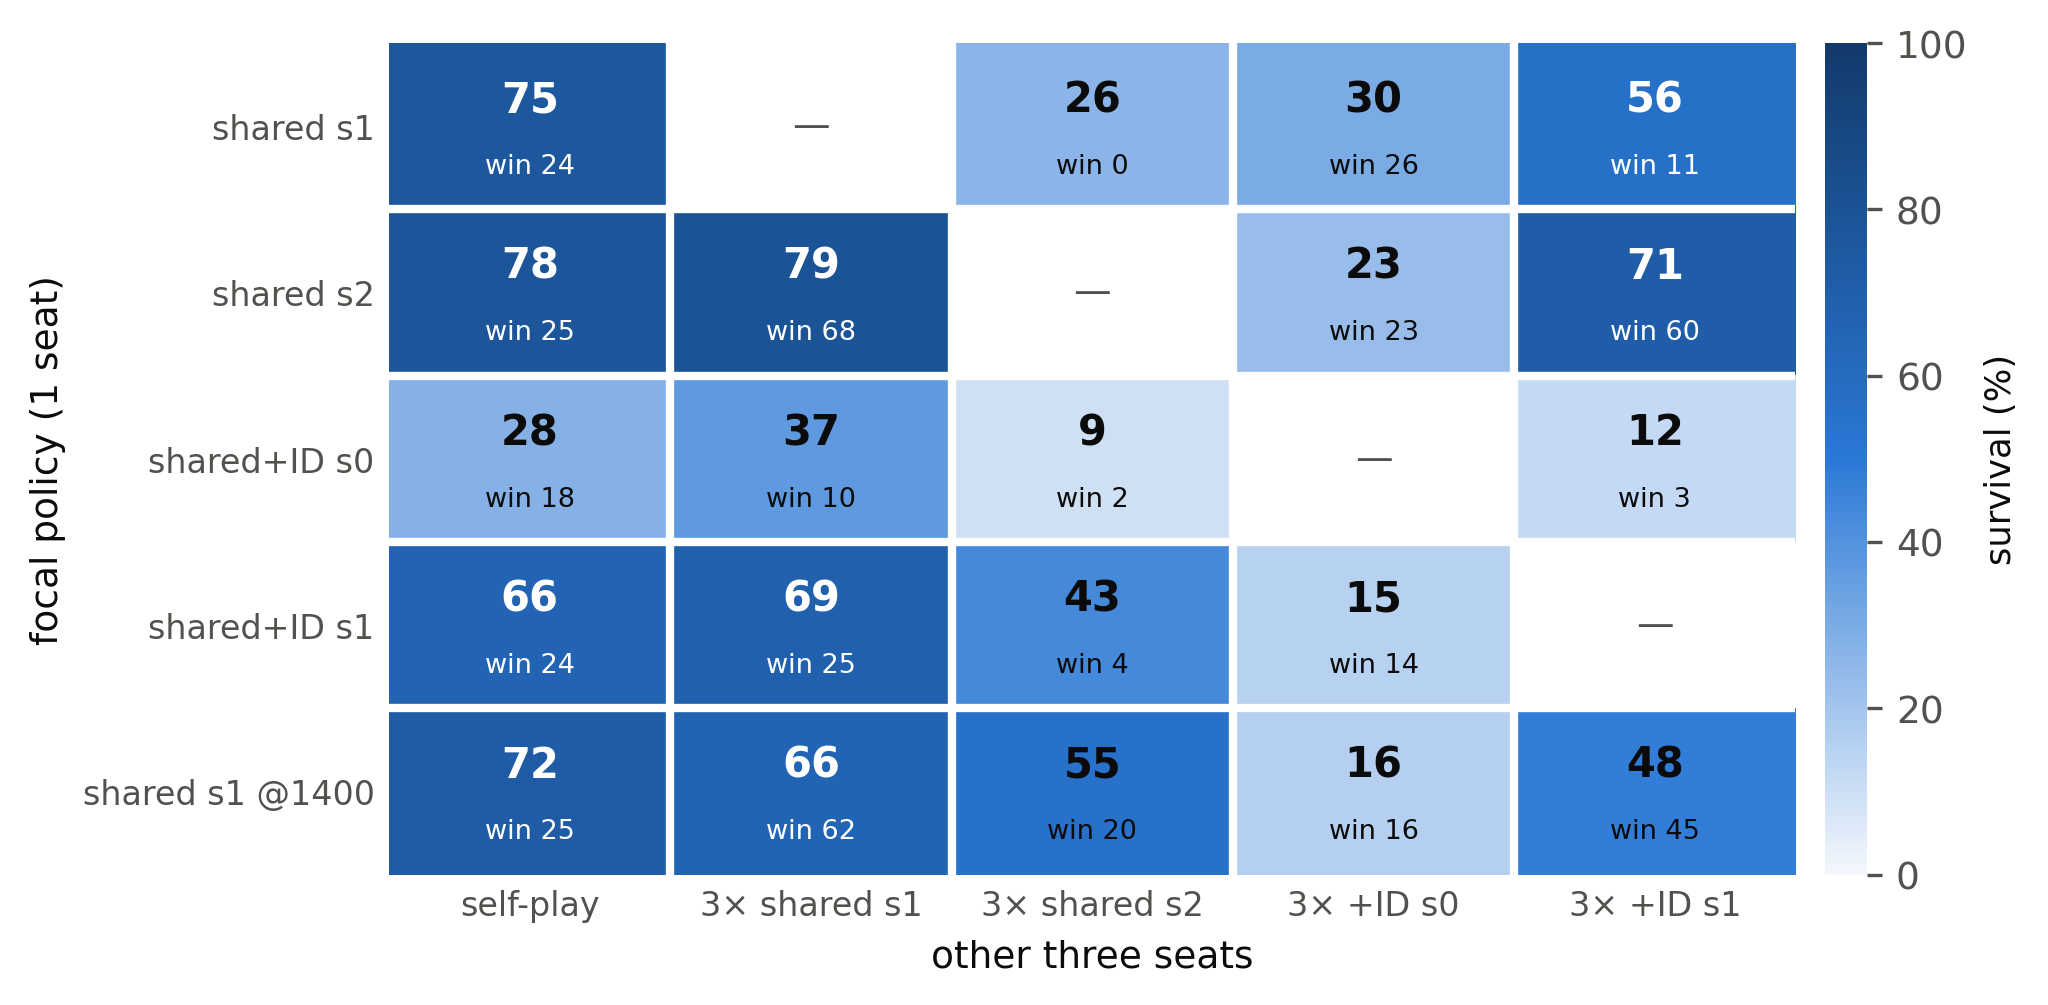 focal policy (1 seat)
shared s1
75
win 24
—
26
win 0
30
win 26
56
win 11
shared s2
78
win 25
79
win 68
—
23
win 23
71
win 60
shared+ID s0
28
win 18
37
win 10
9
win 2
—
12
win 3
shared+ID s1
66
win 24
69
win 25
43
win 4
15
win 14
—
shared s1 @1400
72
win 25
66
win 62
55
win 20
16
win 16
48
win 45
self-play
3× shared s1
3× shared s2
3× +ID s0
3× +ID s1
other three seats
100
80
60
40
20
0
survival (%)